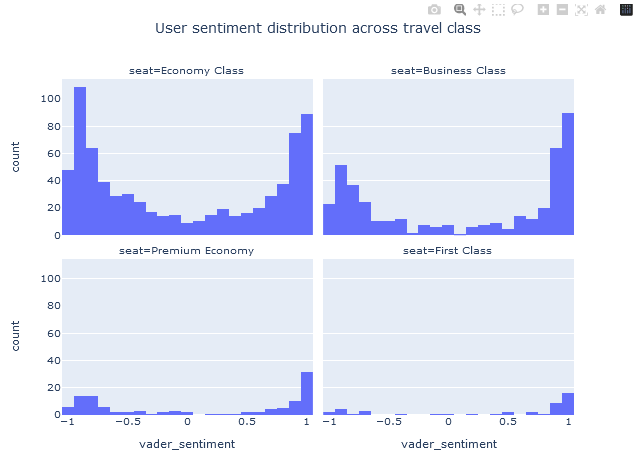 User sentiment distribution across travel class
seat=Economy Class
seat=Business Class
100
80
60
40
20
0
count
seat=Premium Economy
seat=First Class
100
80
60
40
20
0
count
−1
−0.5
0
0.5
1
−1
−0.5
0
0.5
1
vader_sentiment
vader_sentiment